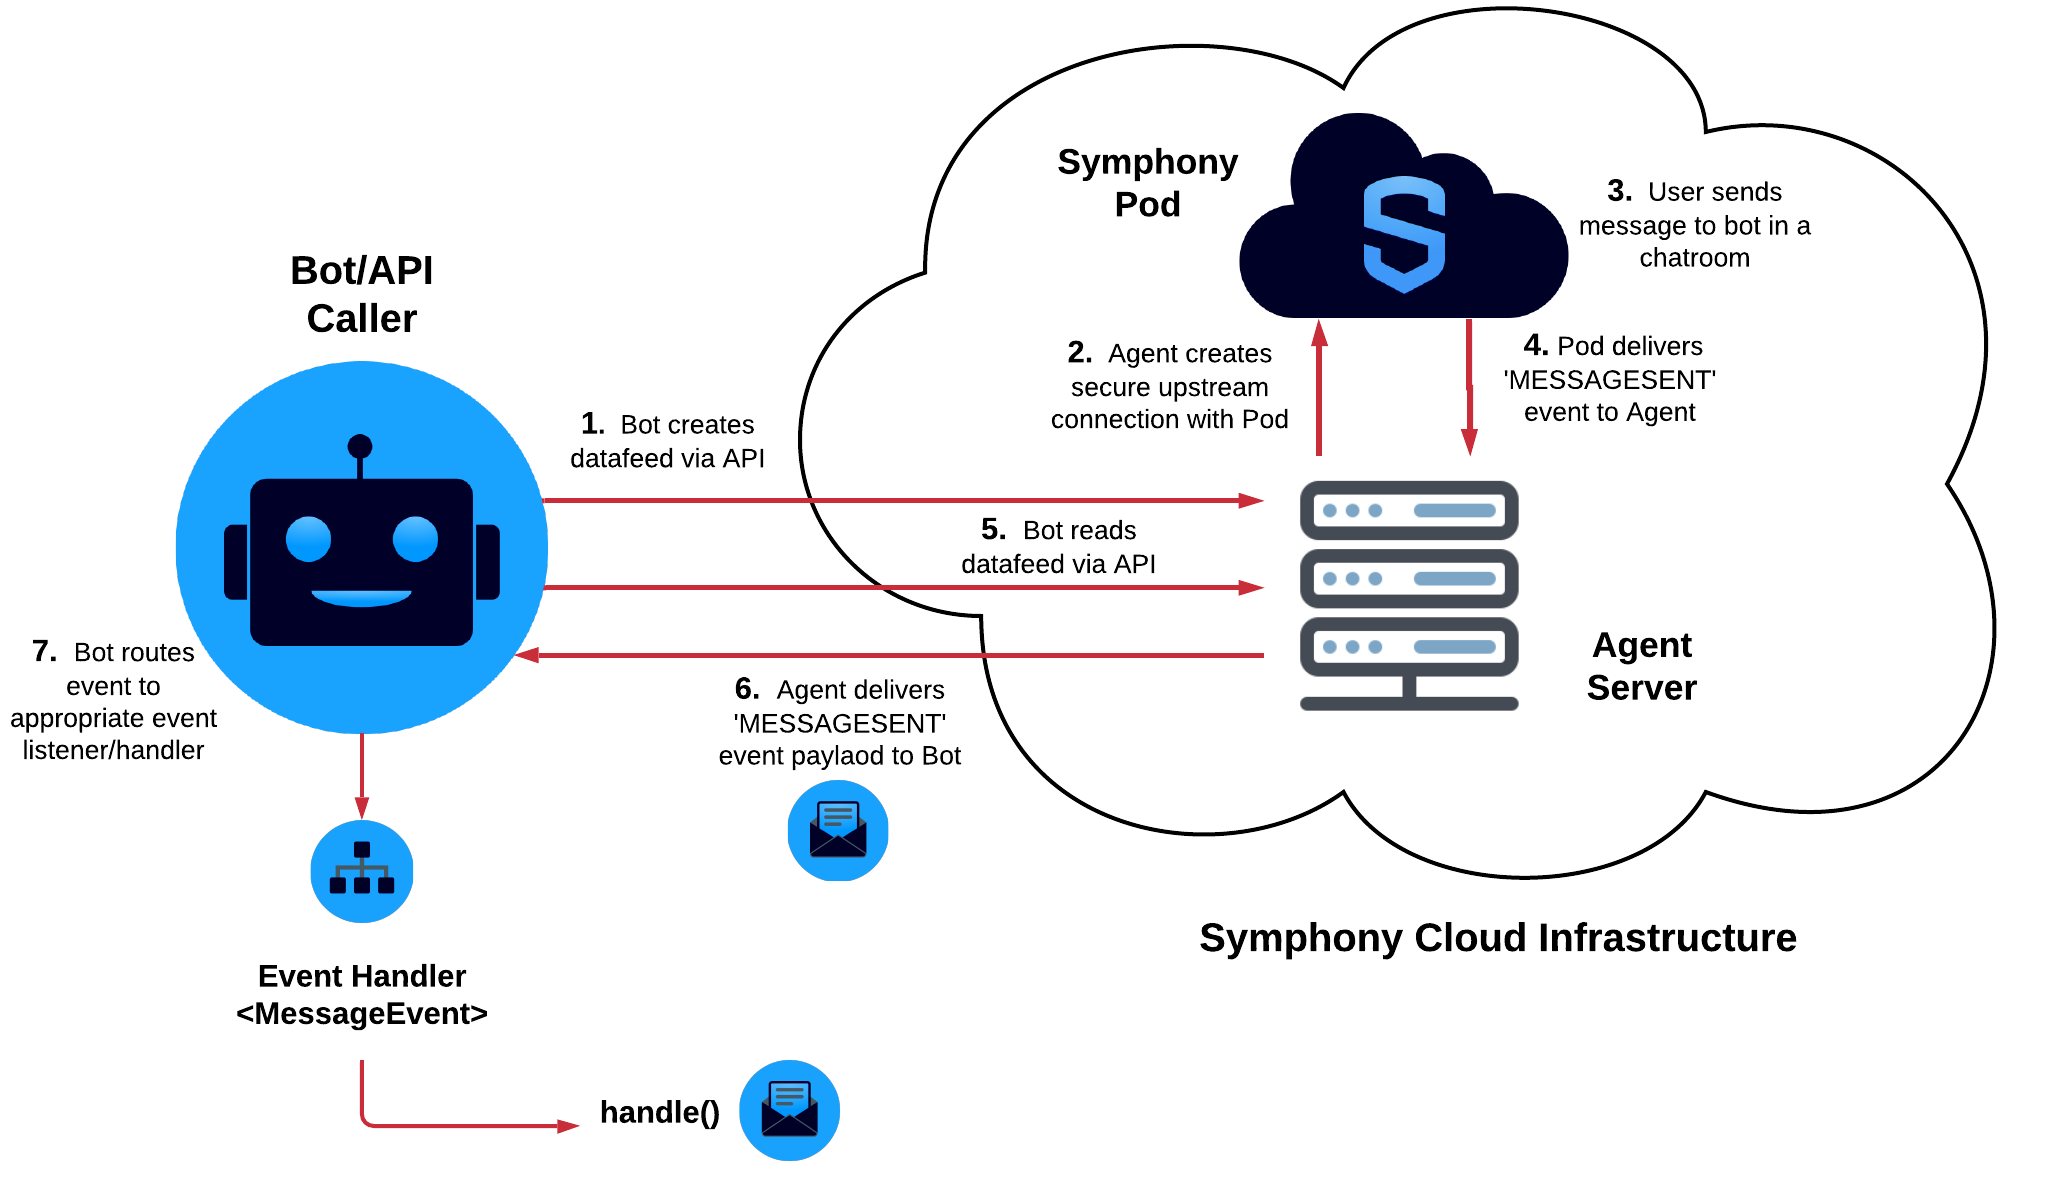 Symphony
Pod
3. User sends
message to bot in a
chatroom
Bot/API
Caller
2. Agent creates
secure upstream
connection with Pod
4. Pod delivers
'MESSAGESENT'
event to Agent
1. Bot creates
datafeed via API
5. Bot reads
datafeed via API
Agent
Server
7. Bot routes
event to
appropriate event
listener/handler
6. Agent delivers
'MESSAGESENT'
event paylaod to Bot
Symphony Cloud Infrastructure
Event Handler
<MessageEvent>
handle()